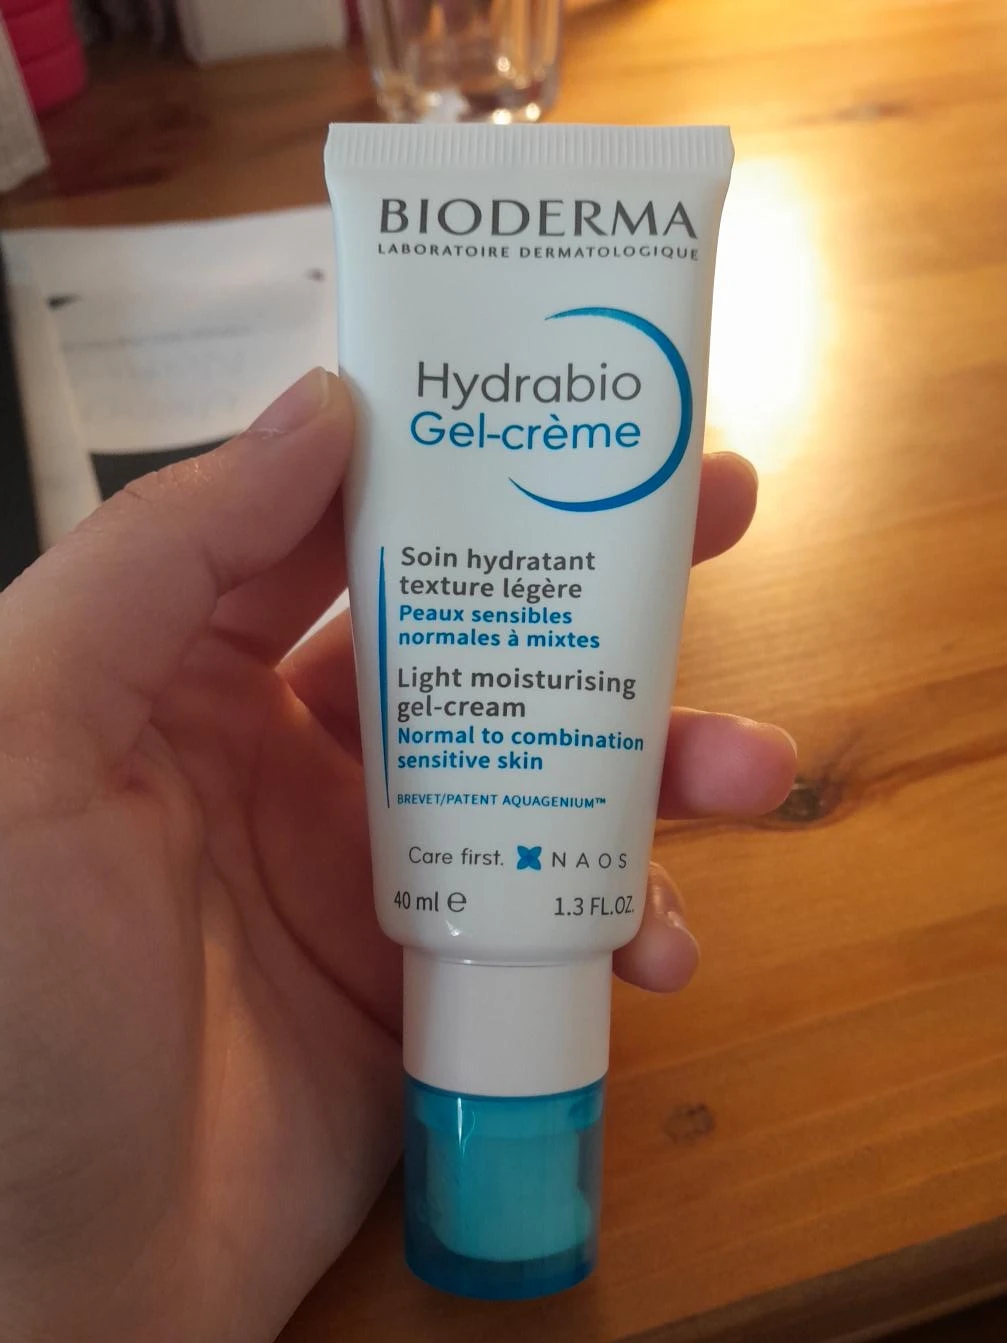 BIODERMA
LABORATOIRE DERMATOLOGIQUE
Hydrabio
Gel-crème
Soin hydratant
texture légère
Peaux sensibles
normales à mixtes
Light moisturising
gel-cream
Normal to combination
sensitive skin
BREVET/PATENT AQUAGENIUM™
Care first. NAOS
40 ml ℮ 1.3 FL.OZ.